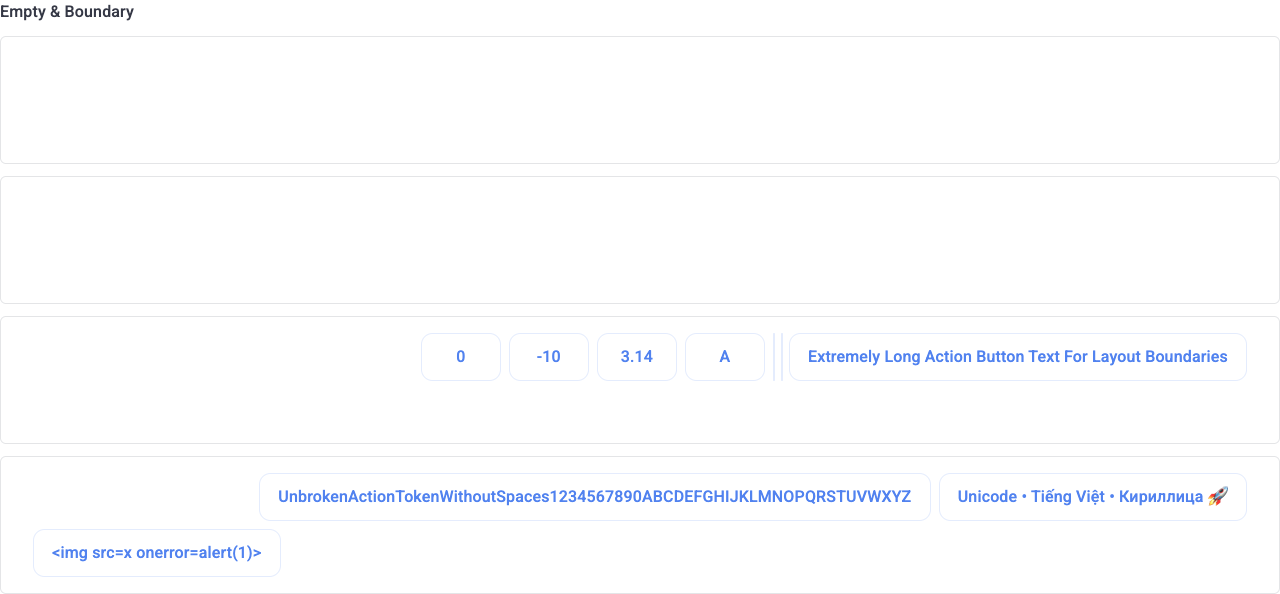 Empty & Boundary
0 -10 3.14 A Extremely Long Action Button Text For Layout Boundaries
UnbrokenActionTokenWithoutSpaces1234567890ABCDEFGHIJKLMNOPQRSTUVWXYZ Unicode • Tiếng Việt • Кириллица 🚀
<img src=x onerror=alert(1)>